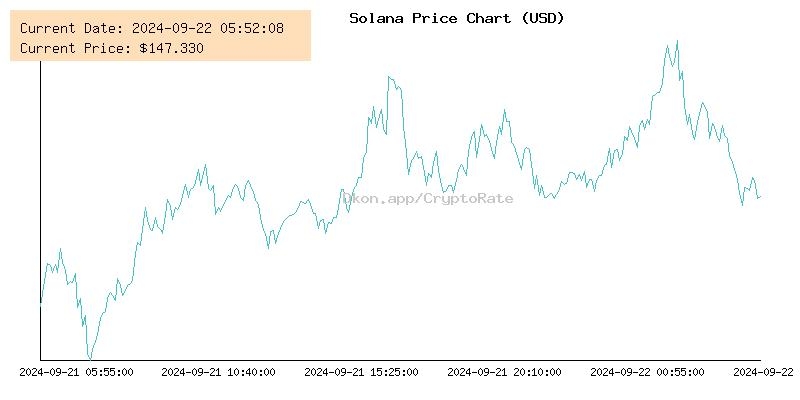 Solana Price Chart (USD)
Current Date: 2024-09-22 05:52:08
Current Price: $147.330
Dkon.app/CryptoRate
2024-09-21 05:55:00 2024-09-21 10:40:00 2024-09-21 15:25:00 2024-09-21 20:10:00 2024-09-22 00:55:00 2024-09-22